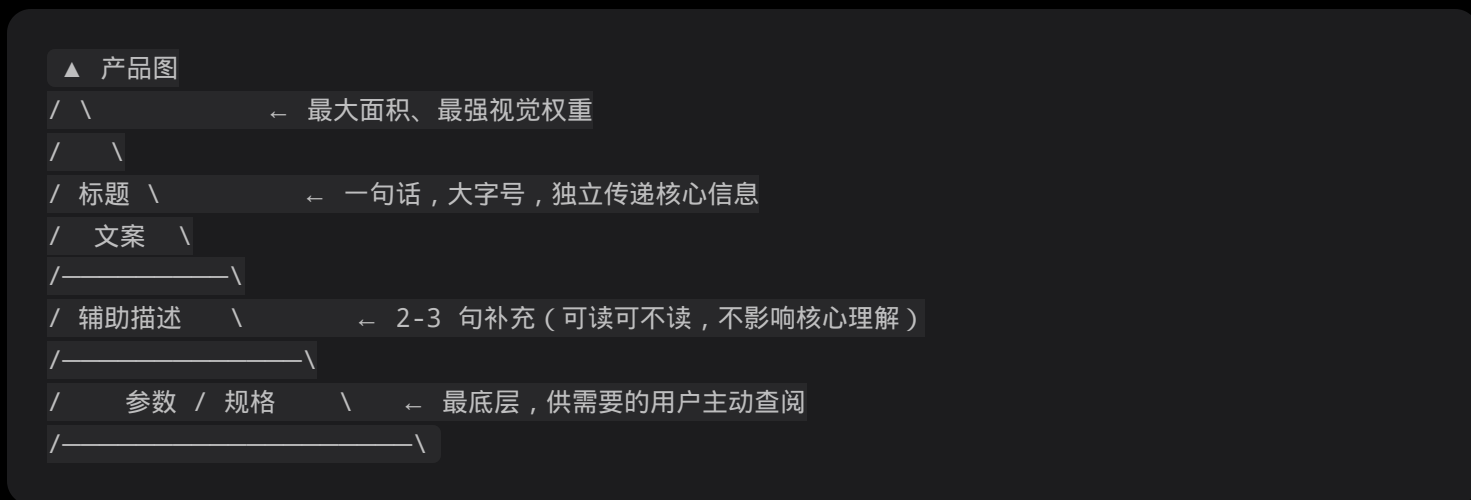 ▲ 产品图
/ \ ← 最大面积、最强视觉权重
/ \
/ 标题 \ ← 一句话，大字号，独立传递核心信息
/ 文案 \
/───────────\
/ 辅助描述 \ ← 2-3 句补充（可读可不读，不影响核心理解）
/────────────────\
/ 参数 / 规格 \ ← 最底层，供需要的用户主动查阅
/───────────────────────\